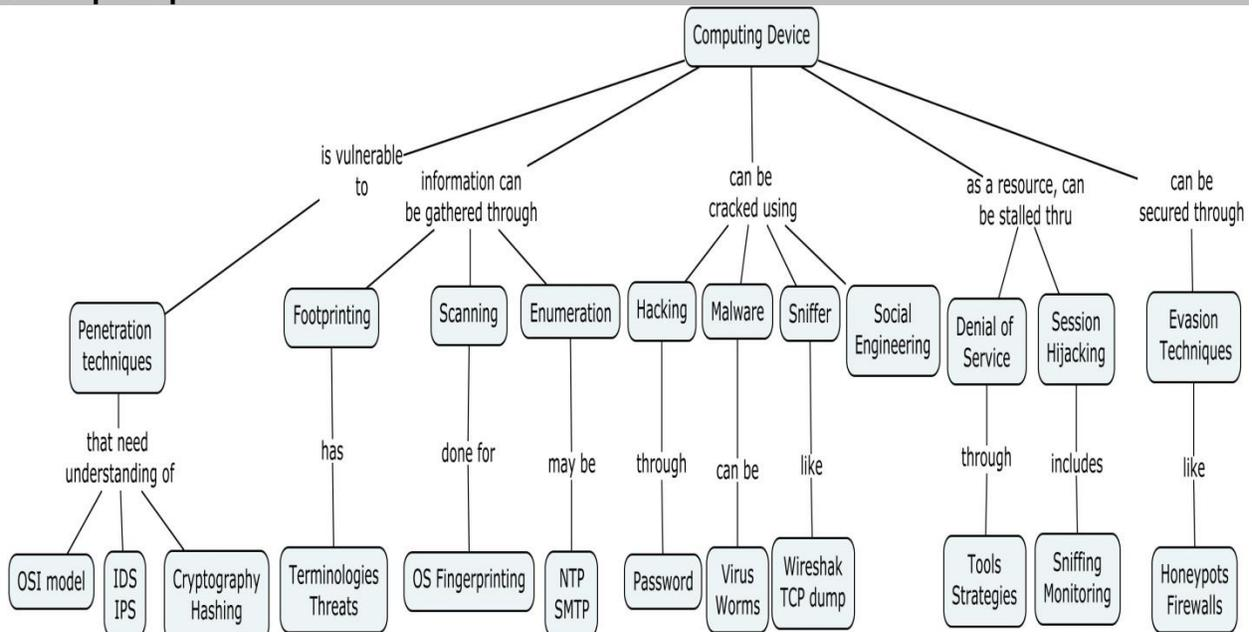 Computing Device
is vulnerable
to
information can
be gathered through
can be
cracked using
as a resource, can
be stalled thru
can be
secured through
Penetration
techniques
Footprinting
Scanning
Enumeration
Hacking
Malware
Sniffer
Social
Engineering
Denial of
Service
Session
Hijacking
Evasion
Techniques
that need
understanding of
has
done for
may be
through
can be
like
through
includes
like
OSI model
IDS
IPS
Cryptography
Hashing
Terminologies
Threats
OS Fingerprinting
NTP
SMTP
Password
Virus
Worms
Wireshak
TCP dump
Tools
Strategies
Sniffing
Monitoring
Honeypots
Firewalls